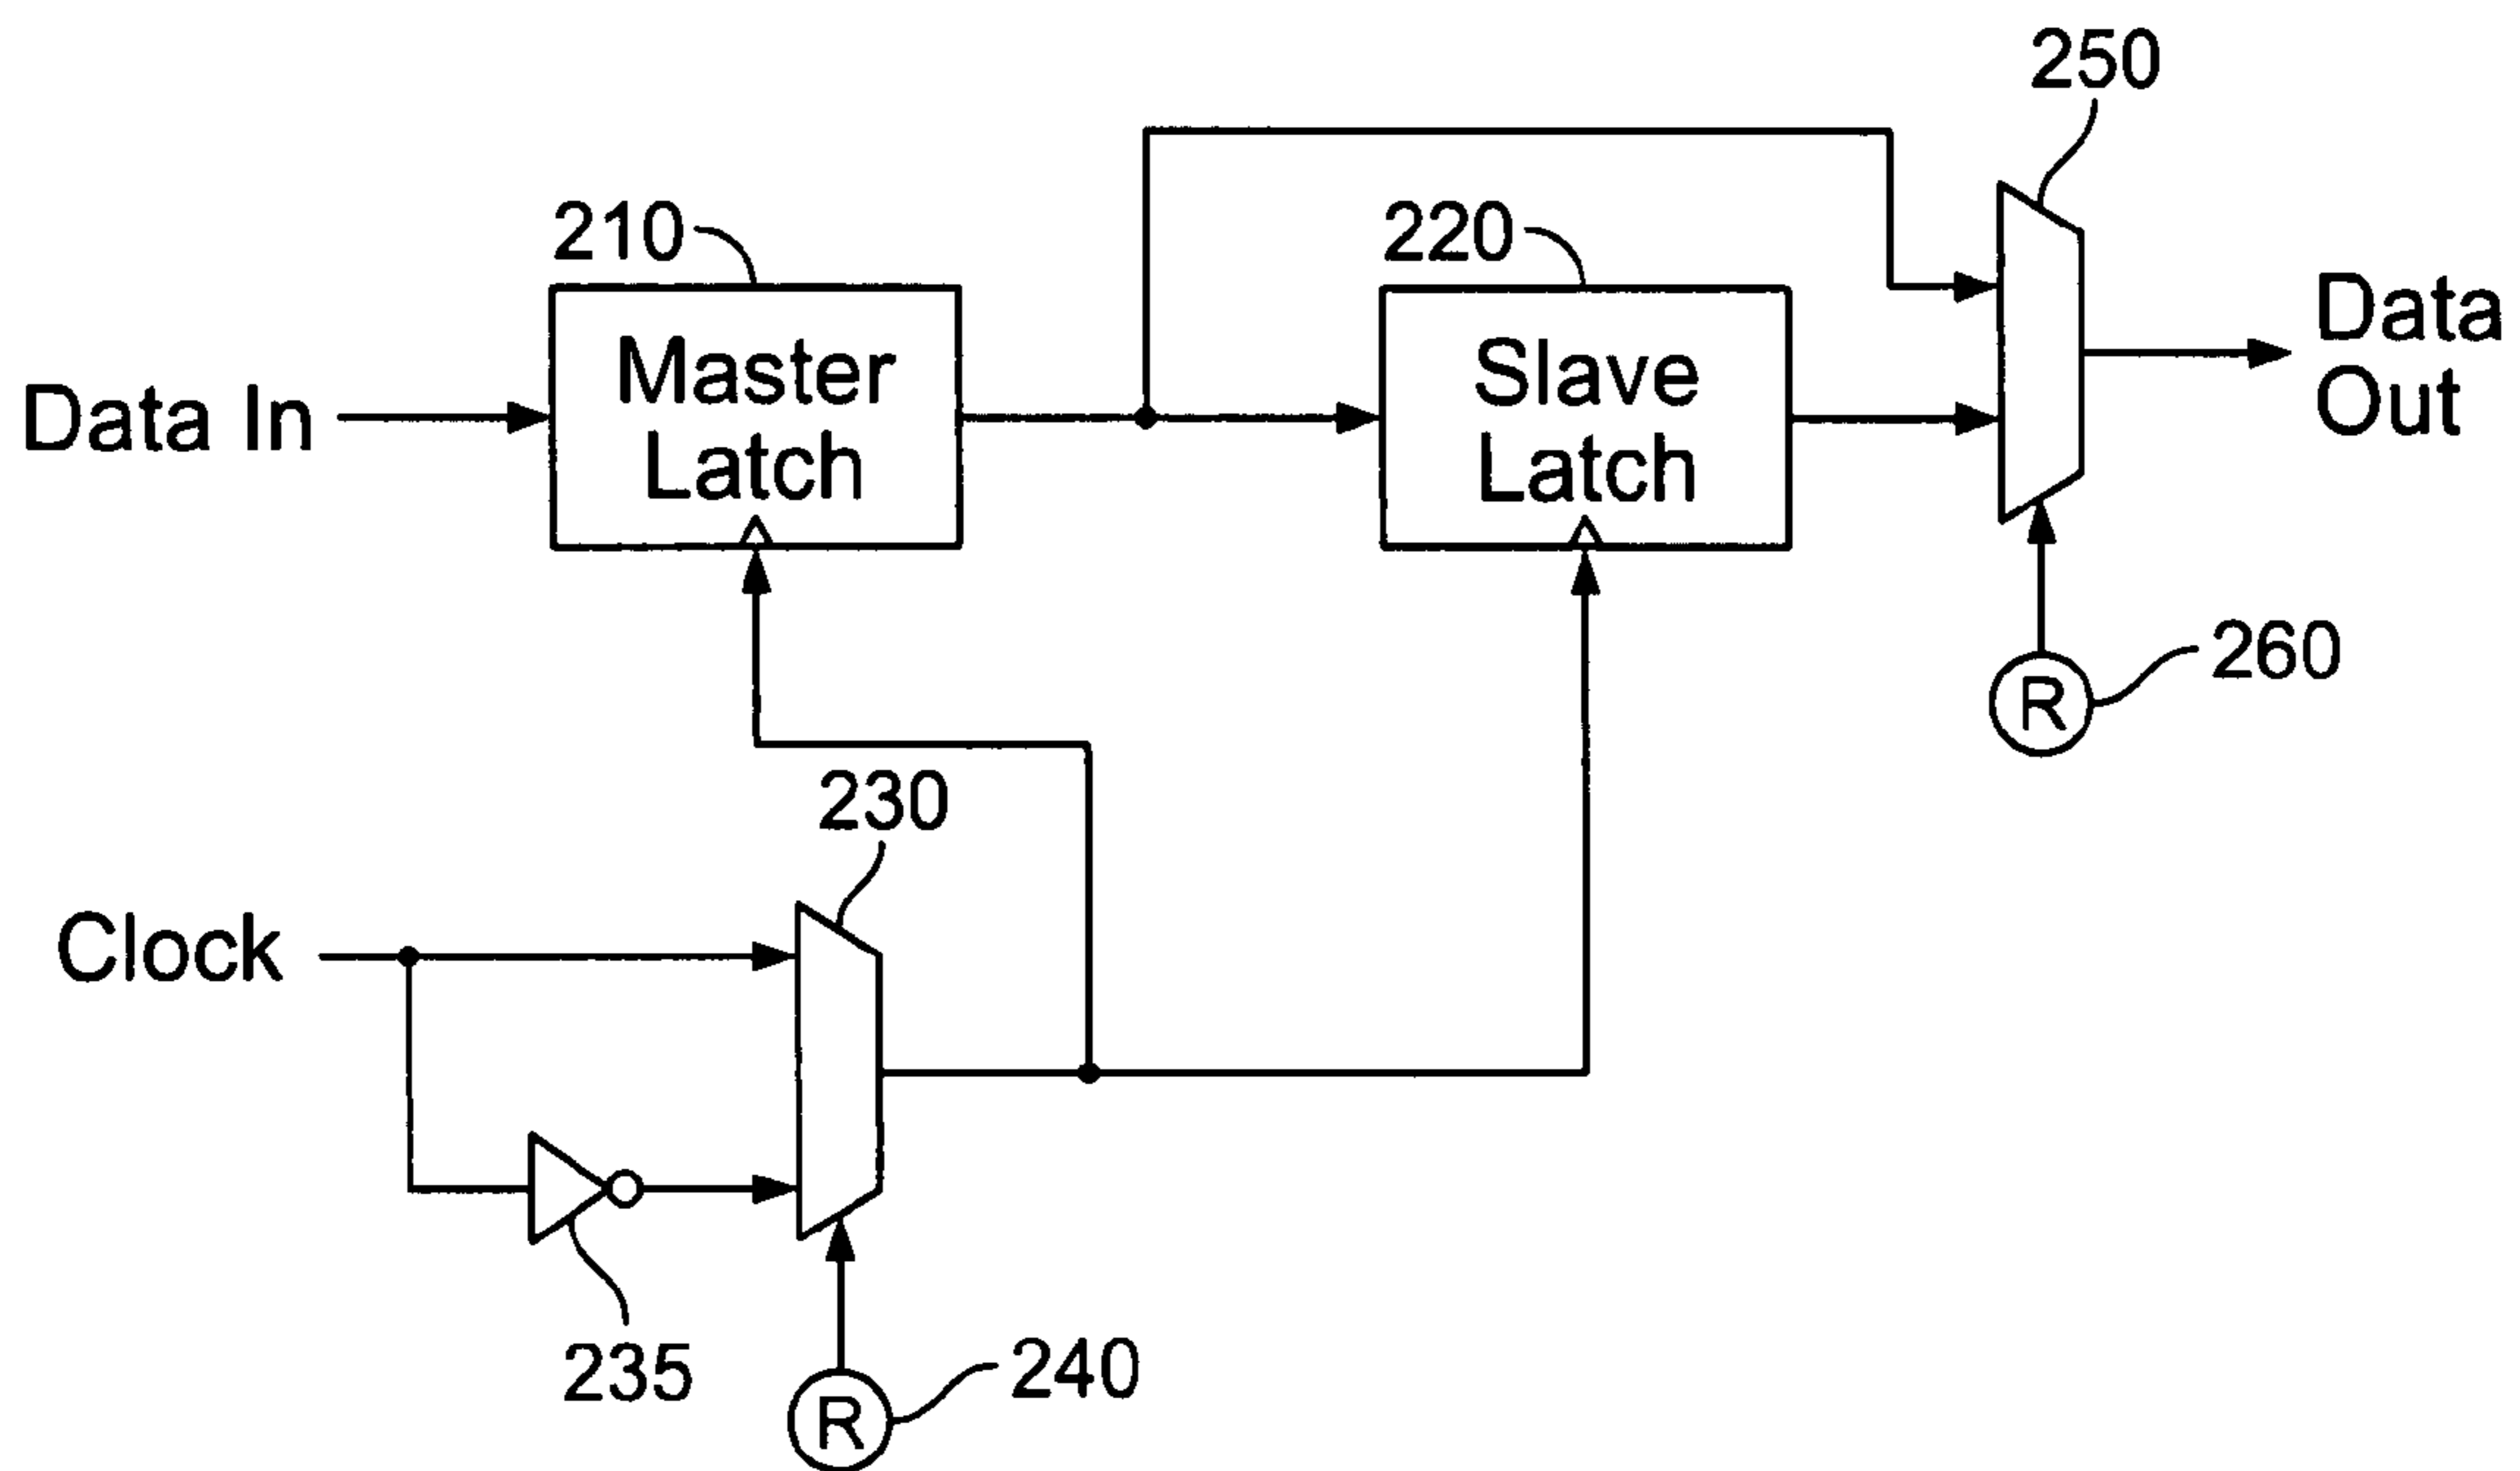 250
210
220
Master
Latch
Slave
Latch
Data In
Data
Out
260
R
230
Clock
235
240
R